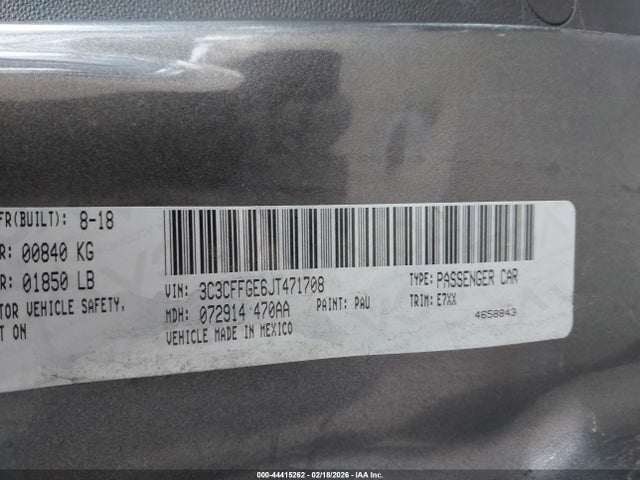 FR(BUILT): 8-18
R: 00840 KG
R: 01850 LB
TOR VEHICLE SAFETY,
T ON
VIN: 3C3CFFGE6JT471708
TYPE: PASSENGER CAR
MDH: 072914 470AA PAINT: PAU TRIM: E7XX
VEHICLE MADE IN MEXICO
4658843
000-44415262 - 02/18/2026 - IAA Inc.